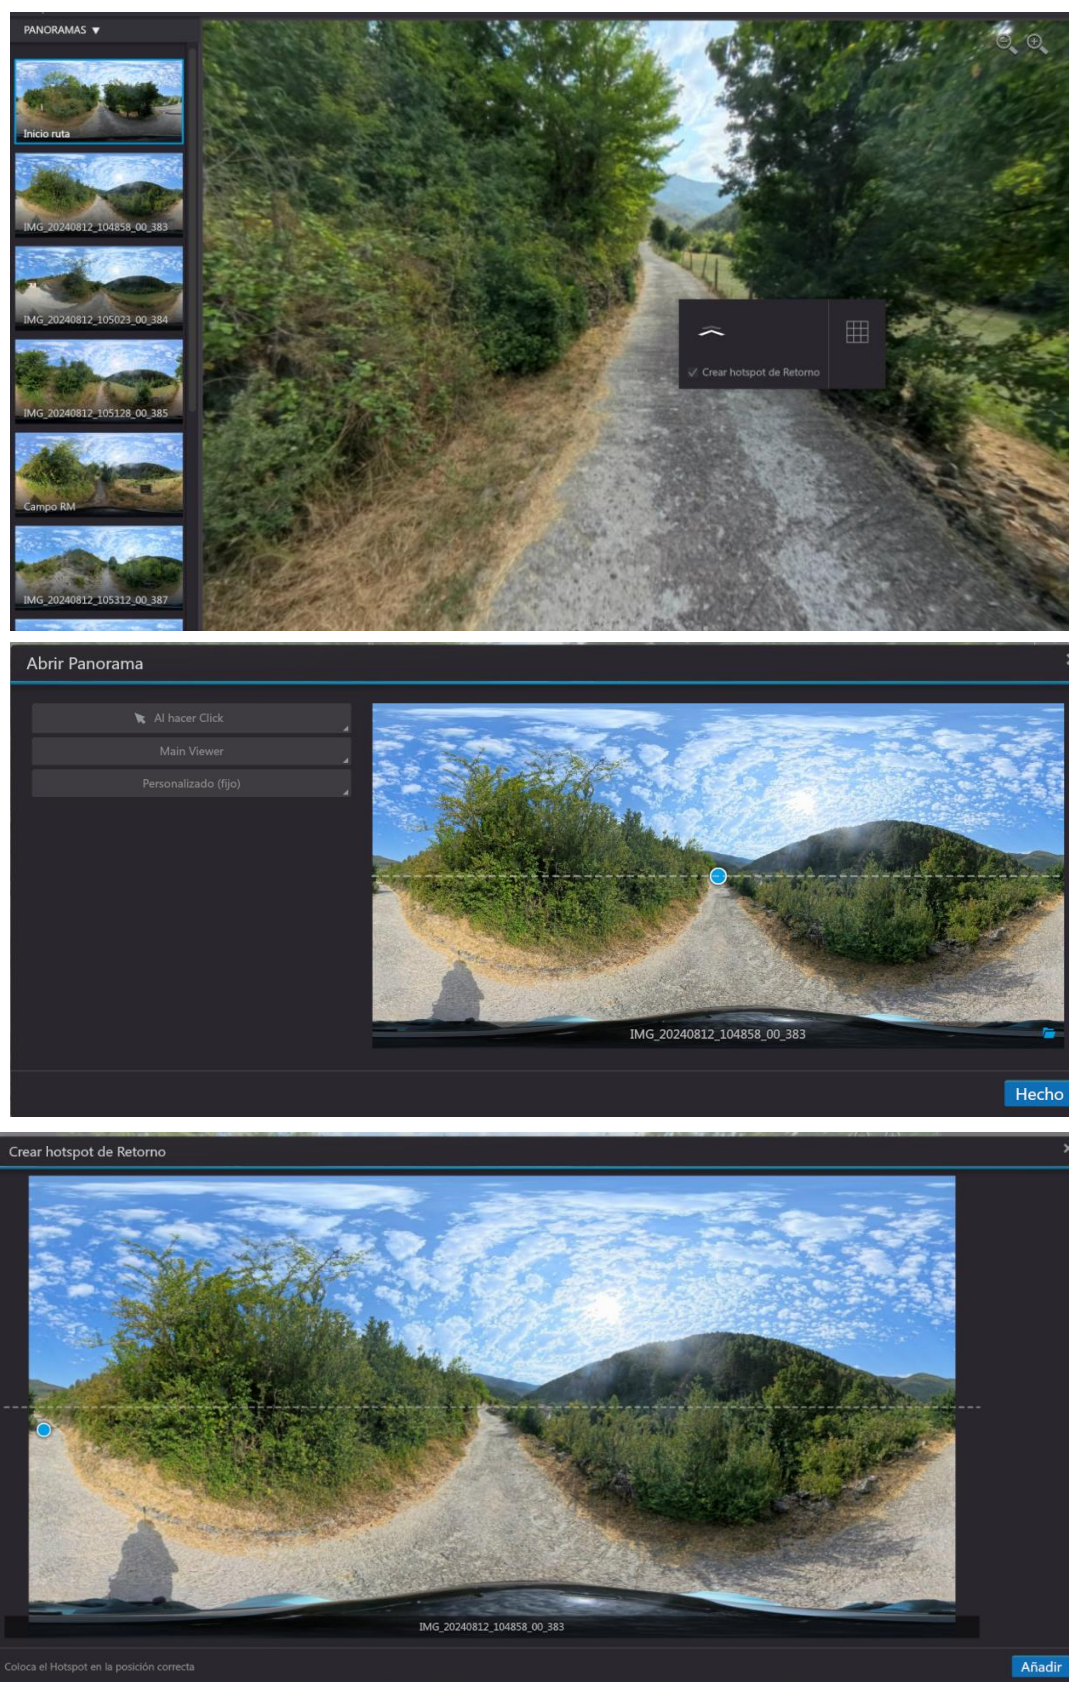 PANORAMAS ▼
Inicio ruta
IMG_20240812_104858_00_383
IMG_20240812_105023_00_384
IMG_20240812_105128_00_385
Campo RM
IMG_20240812_105312_00_387
Crear hotspot de Retorno
Abrir Panorama
Al hacer Click
Main Viewer
Personalizado (fijo)
IMG_20240812_104858_00_383
Hecho
Crear hotspot de Retorno
IMG_20240812_104858_00_383
Coloca el Hotspot en la posición correcta
Añadir